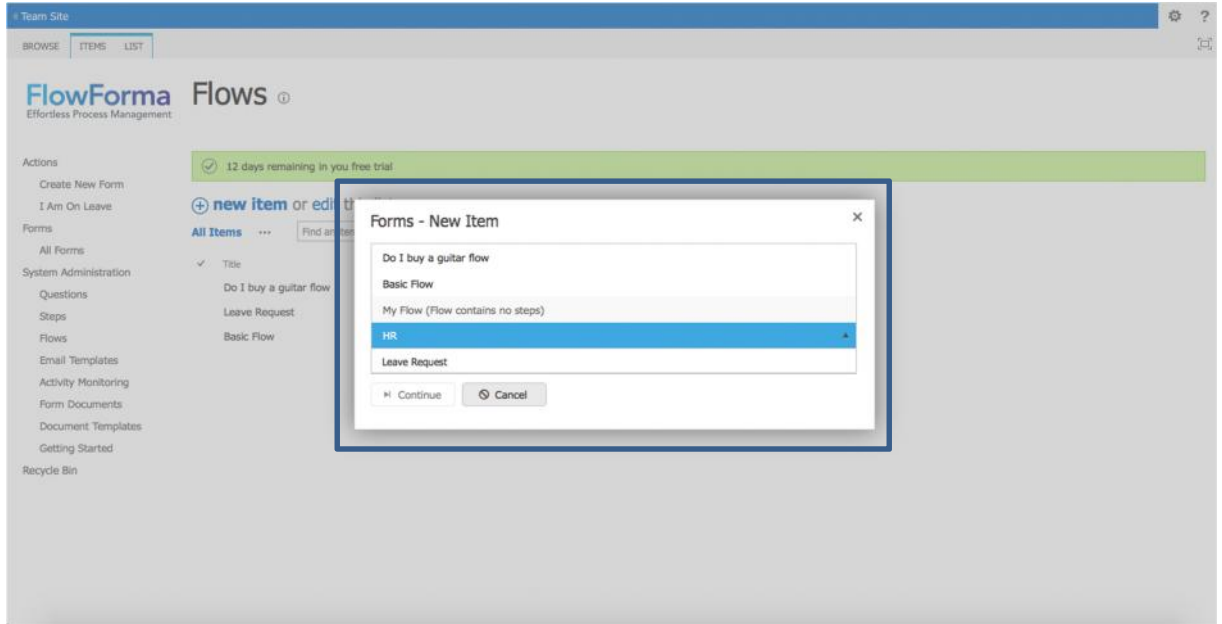 Team Site
?
BROWSE ITEMS LIST
FlowForma
Effortless Process Management
Flows
Actions
Create New Form
I Am On Leave
Forms
All Forms
System Administration
Questions
Steps
Flows
Email Templates
Activity Monitoring
Form Documents
Document Templates
Getting Started
Recycle Bin
12 days remaining in you free trial
new item or edit
All Items ... Find an
Title
Do I buy a guitar flow
Leave Request
Basic Flow
Forms - New Item
Do I buy a guitar flow
Basic Flow
My Flow (Flow contains no steps)
HR
Leave Request
Continue Cancel